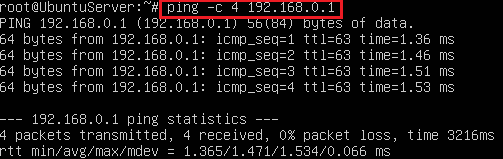 root@UbuntuServer:~# ping -c 4 192.168.0.1
PING 192.168.0.1 (192.168.0.1) 56(84) bytes of data.
64 bytes from 192.168.0.1: icmp_seq=1 ttl=63 time=1.36 ms
64 bytes from 192.168.0.1: icmp_seq=2 ttl=63 time=1.46 ms
64 bytes from 192.168.0.1: icmp_seq=3 ttl=63 time=1.51 ms
64 bytes from 192.168.0.1: icmp_seq=4 ttl=63 time=1.53 ms
--- 192.168.0.1 ping statistics ---
4 packets transmitted, 4 received, 0% packet loss, time 3216ms
rtt min/avg/max/mdev = 1.365/1.471/1.534/0.066 ms